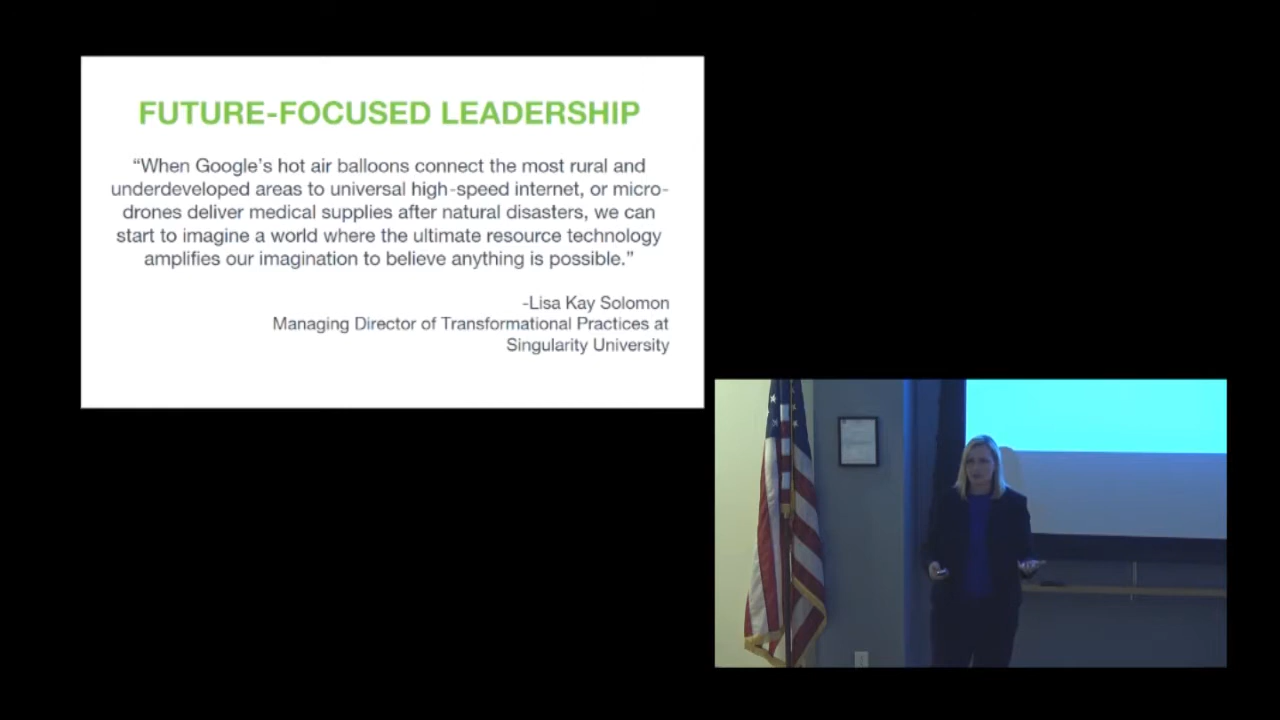 FUTURE-FOCUSED LEADERSHIP
“When Google’s hot air balloons connect the most rural and
underdeveloped areas to universal high-speed internet, or micro-
drones deliver medical supplies after natural disasters, we can
start to imagine a world where the ultimate resource technology
amplifies our imagination to believe anything is possible.”
-Lisa Kay Solomon
Managing Director of Transformational Practices at
Singularity University